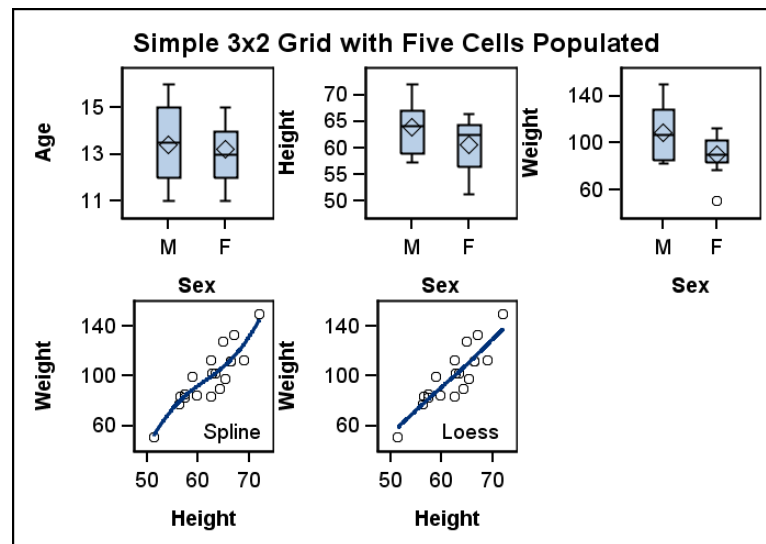 Simple 3x2 Grid with Five Cells Populated
Age
15
13
11
M F
Sex
Height
70
65
60
55
50
M F
Weight
140
100
60
M F
Sex
Weight
140
100
60
Spline
50 60 70
Height
Sex
Weight
140
100
60
Loess
50 60 70
Height